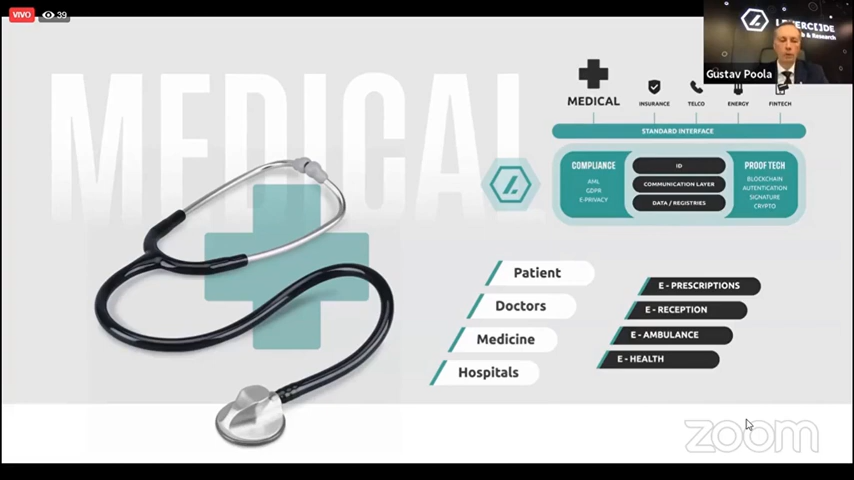 VIVO
39
MEDICAL
Gustav Poola
& Research
MEDICAL
INSURANCE
TELCO
ENERGY
FINTECH
STANDARD INTERFACE
COMPLIANCE
AML
GDPR
E:PRIVACY
ID
COMMUNICATION LAYER
DATA / REGISTRIES
PROOF TECH
BLOCKCHAIN
AUTENTICATION
SIGNATURE
CRYPTO
Patient
Doctors
Medicine
Hospitals
E - PRESCRIPTIONS
E - RECEPTION
E - AMBULANCE
E - HEALTH
zoom